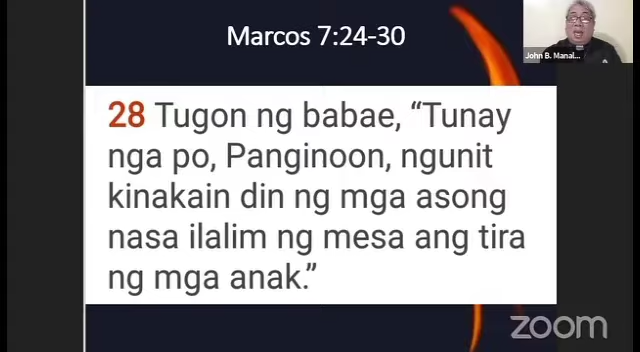 Marcos 7:24-30
John B. Manal...
28 Tugon ng babae, “Tunay
nga po, Panginoon, ngunit
kinakain din ng mga asong
nasa ilalim ng mesa ang tira
ng mga anak.”
zoom